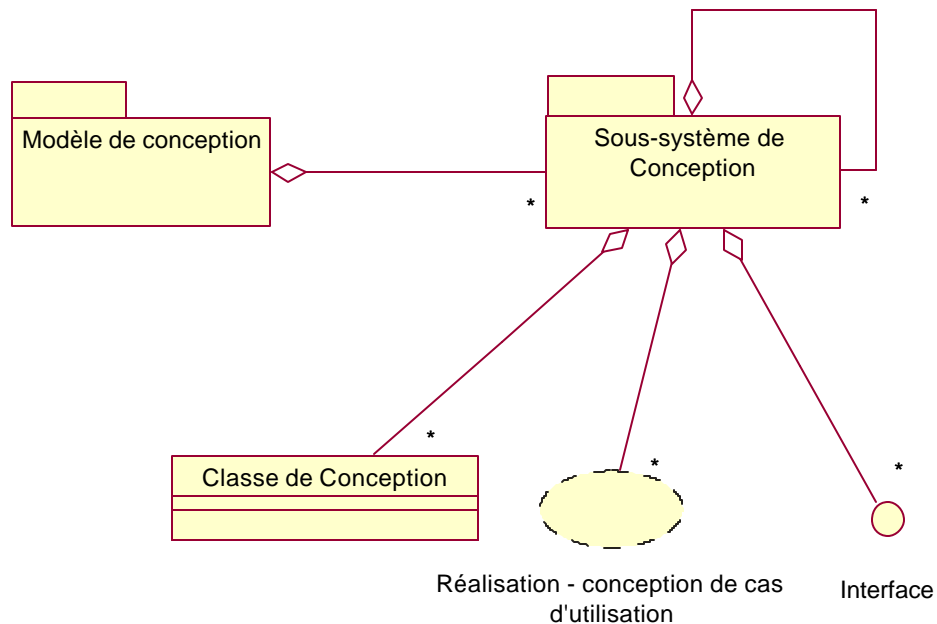 Modèle de conception
Sous-système de
Conception
*
*
*
Classe de Conception
*
*
Réalisation - conception de cas
d'utilisation
Interface